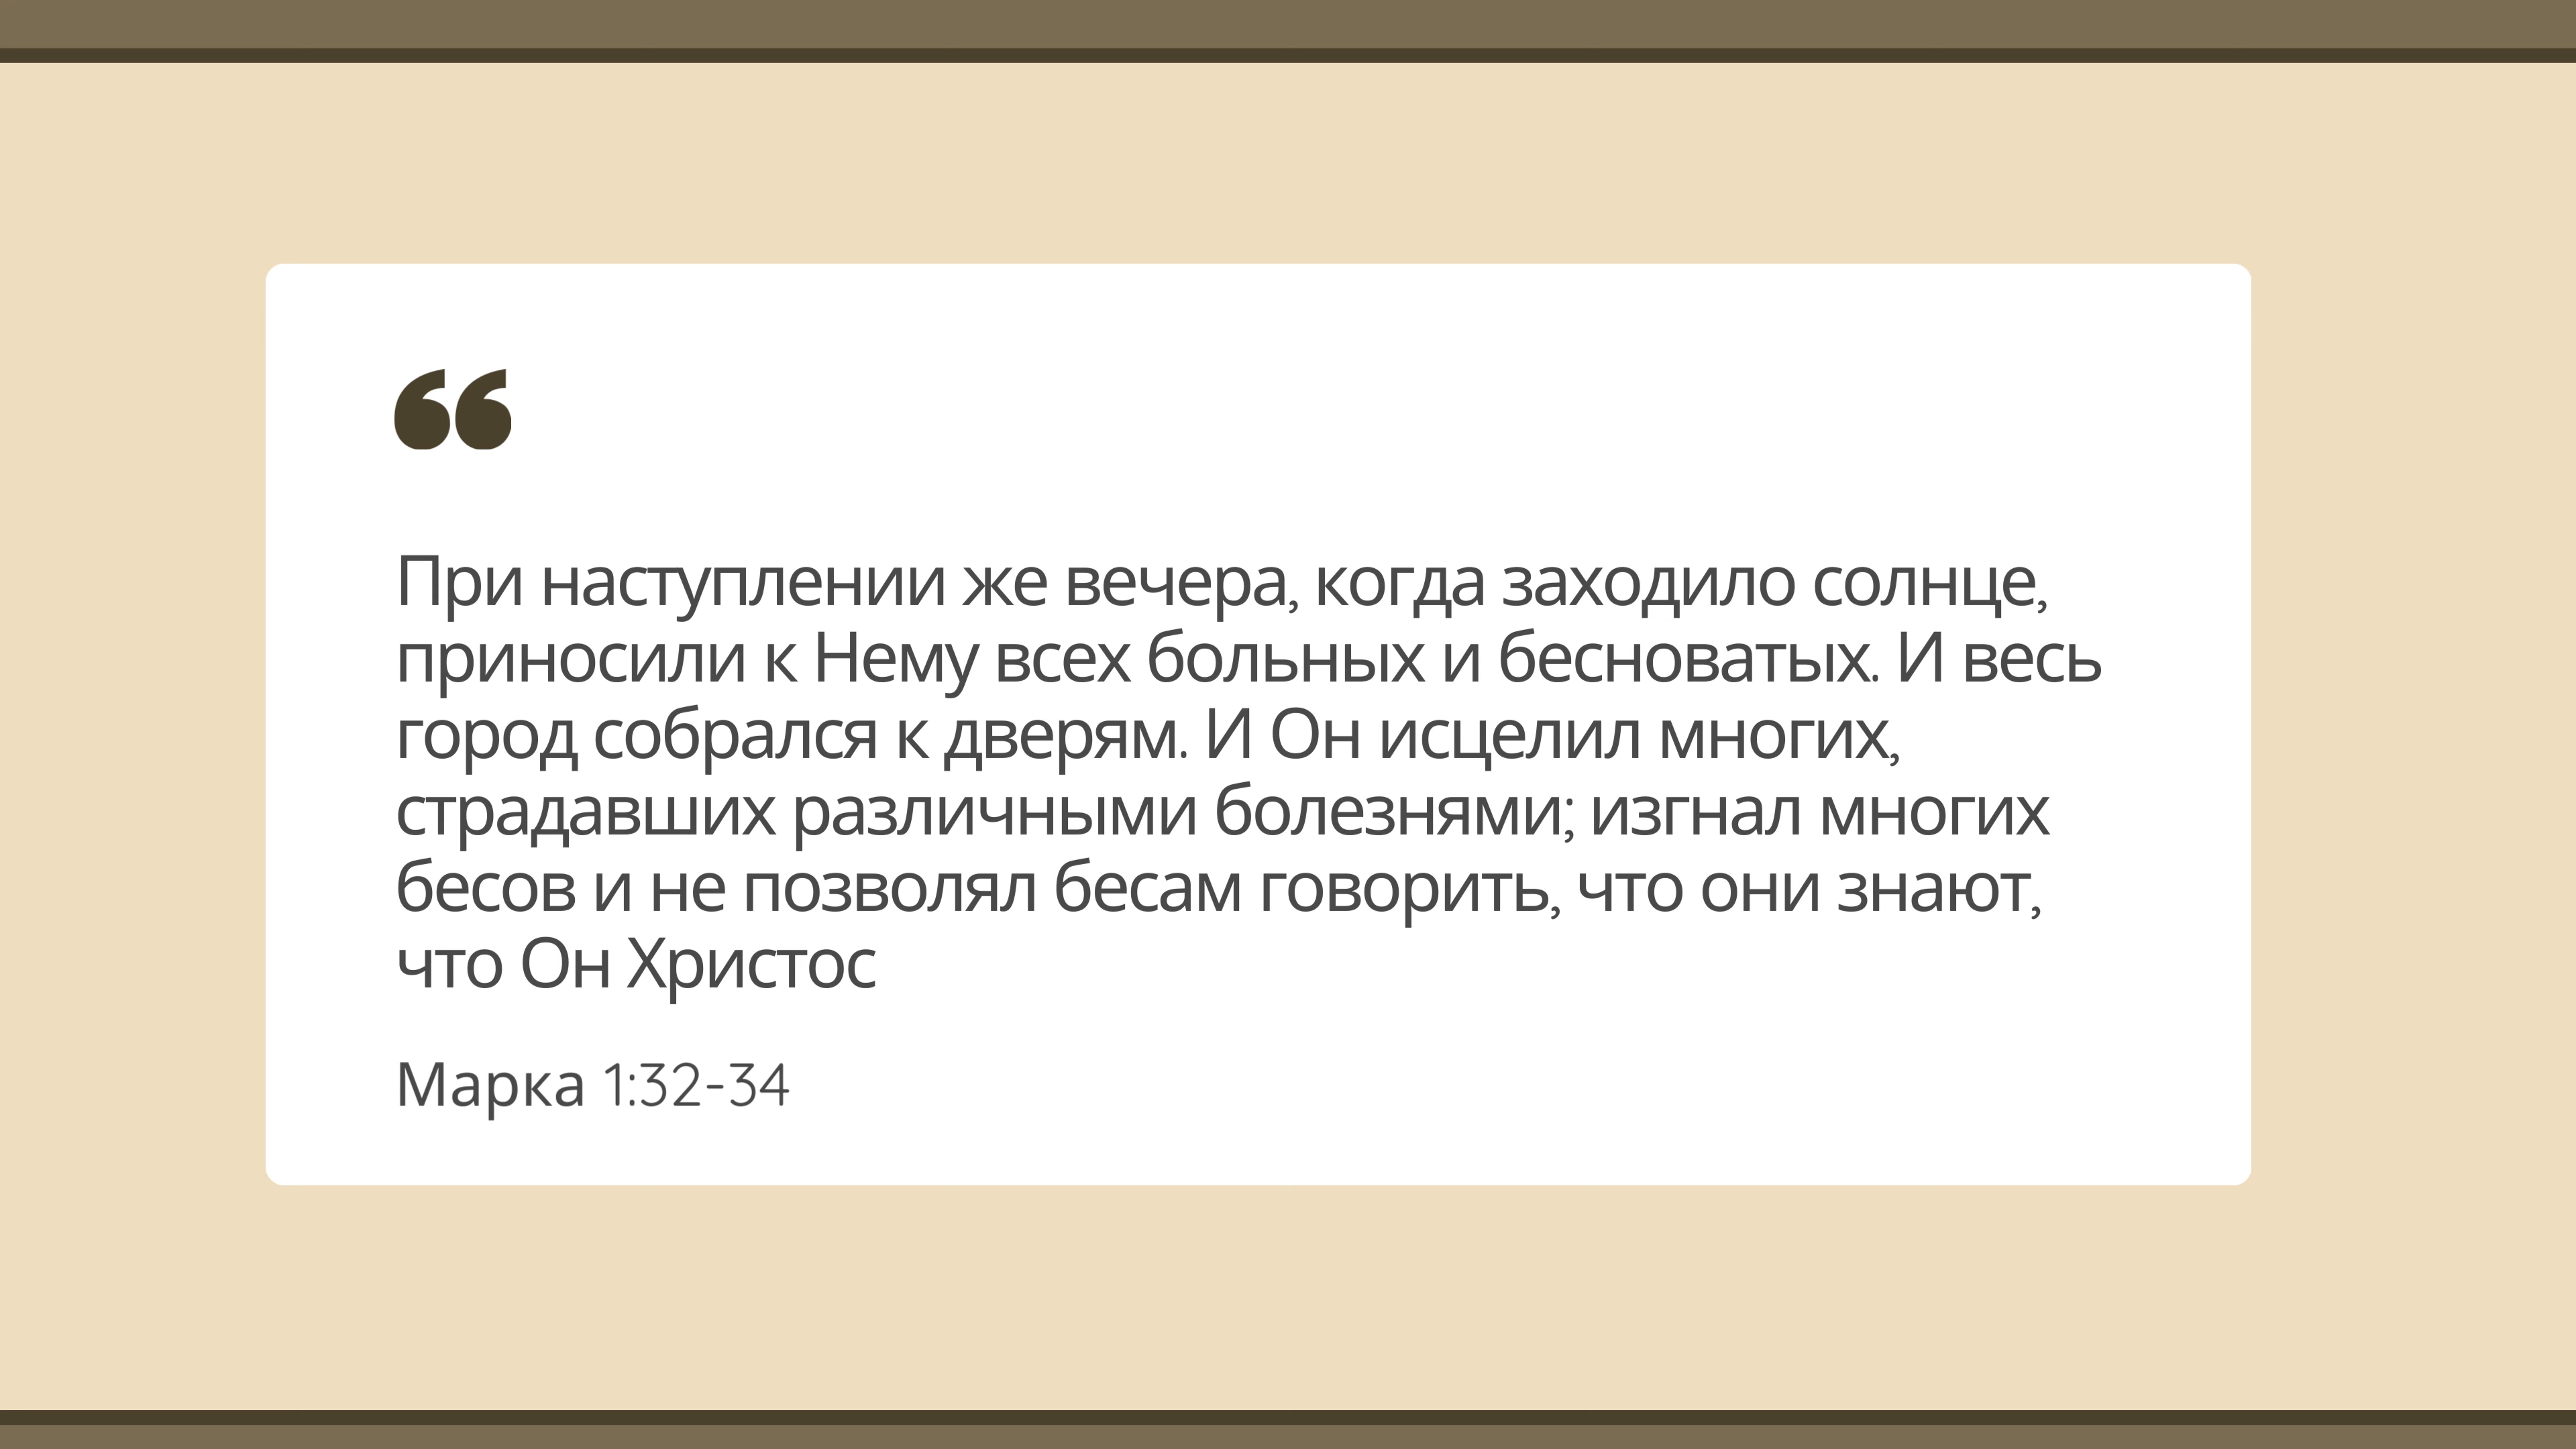 “
При наступлении же вечера, когда заходило солнце,
приносили к Нему всех больных и бесноватых. И весь
город собрался к дверям. И Он исцелил многих,
страдавших различными болезнями; изгнал многих
бесов и не позволял бесам говорить, что они знают,
что Он Христос
Марка 1:32-34